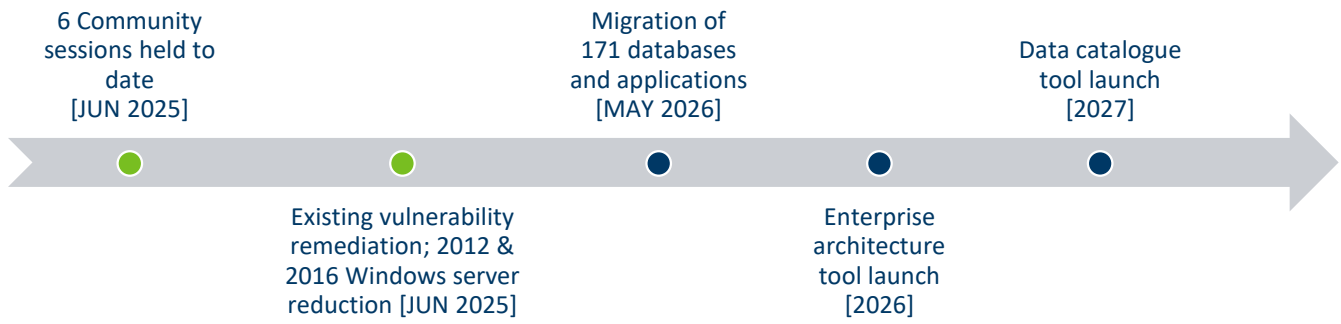 6 Community
sessions held to
date
[JUN 2025]
Existing vulnerability
remediation; 2012 &
2016 Windows server
reduction [JUN 2025]
Migration of
171 databases
and applications
[MAY 2026]
Enterprise
architecture
tool launch
[2026]
Data catalogue
tool launch
[2027]